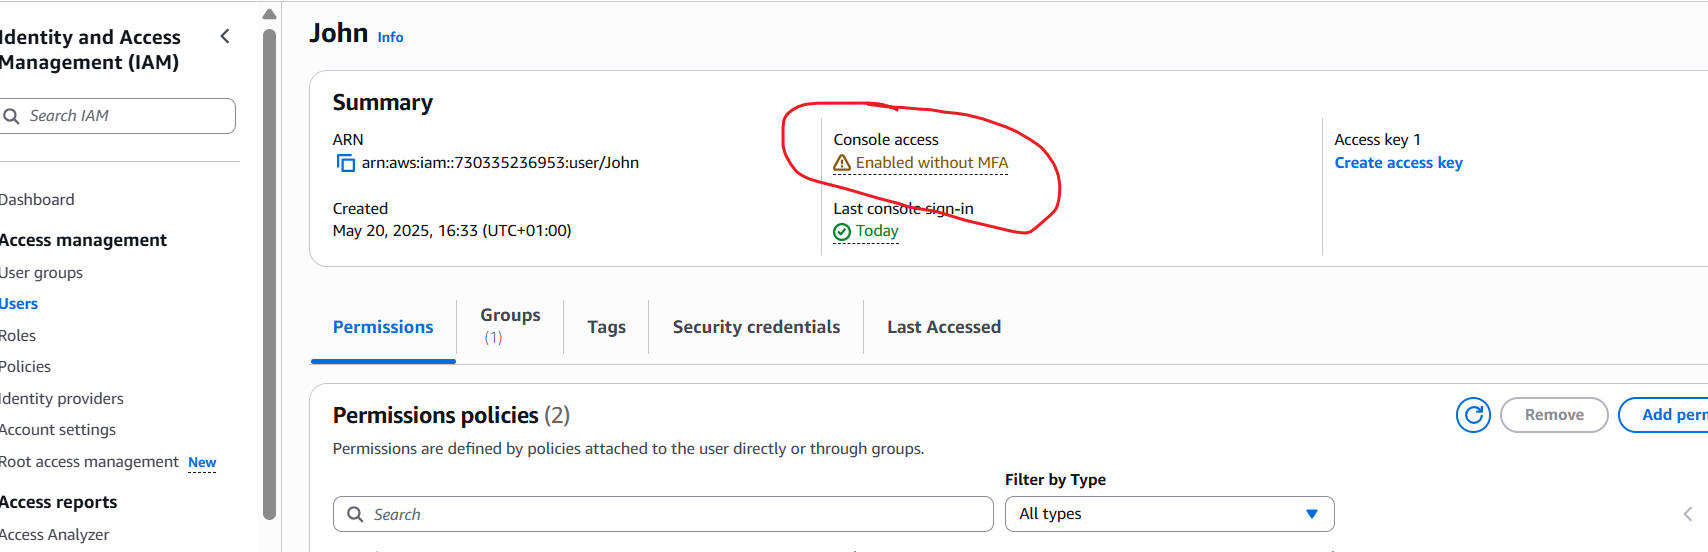 Identity and Access
Management (IAM)
Search IAM
Dashboard
Access management
User groups
Users
Roles
Policies
Identity providers
Account settings
Root access management New
Access reports
Access Analyzer
John Info
Summary
ARN
arn:aws:iam::730335236953:user/John
Created
May 20, 2025, 16:33 (UTC+01:00)
Console access
Enabled without MFA
Last console sign-in
Today
Access key 1
Create access key
Permissions
Groups
(1)
Tags
Security credentials
Last Accessed
Permissions policies (2)
Remove
Add perm
Permissions are defined by policies attached to the user directly or through groups.
Filter by Type
Search
All types